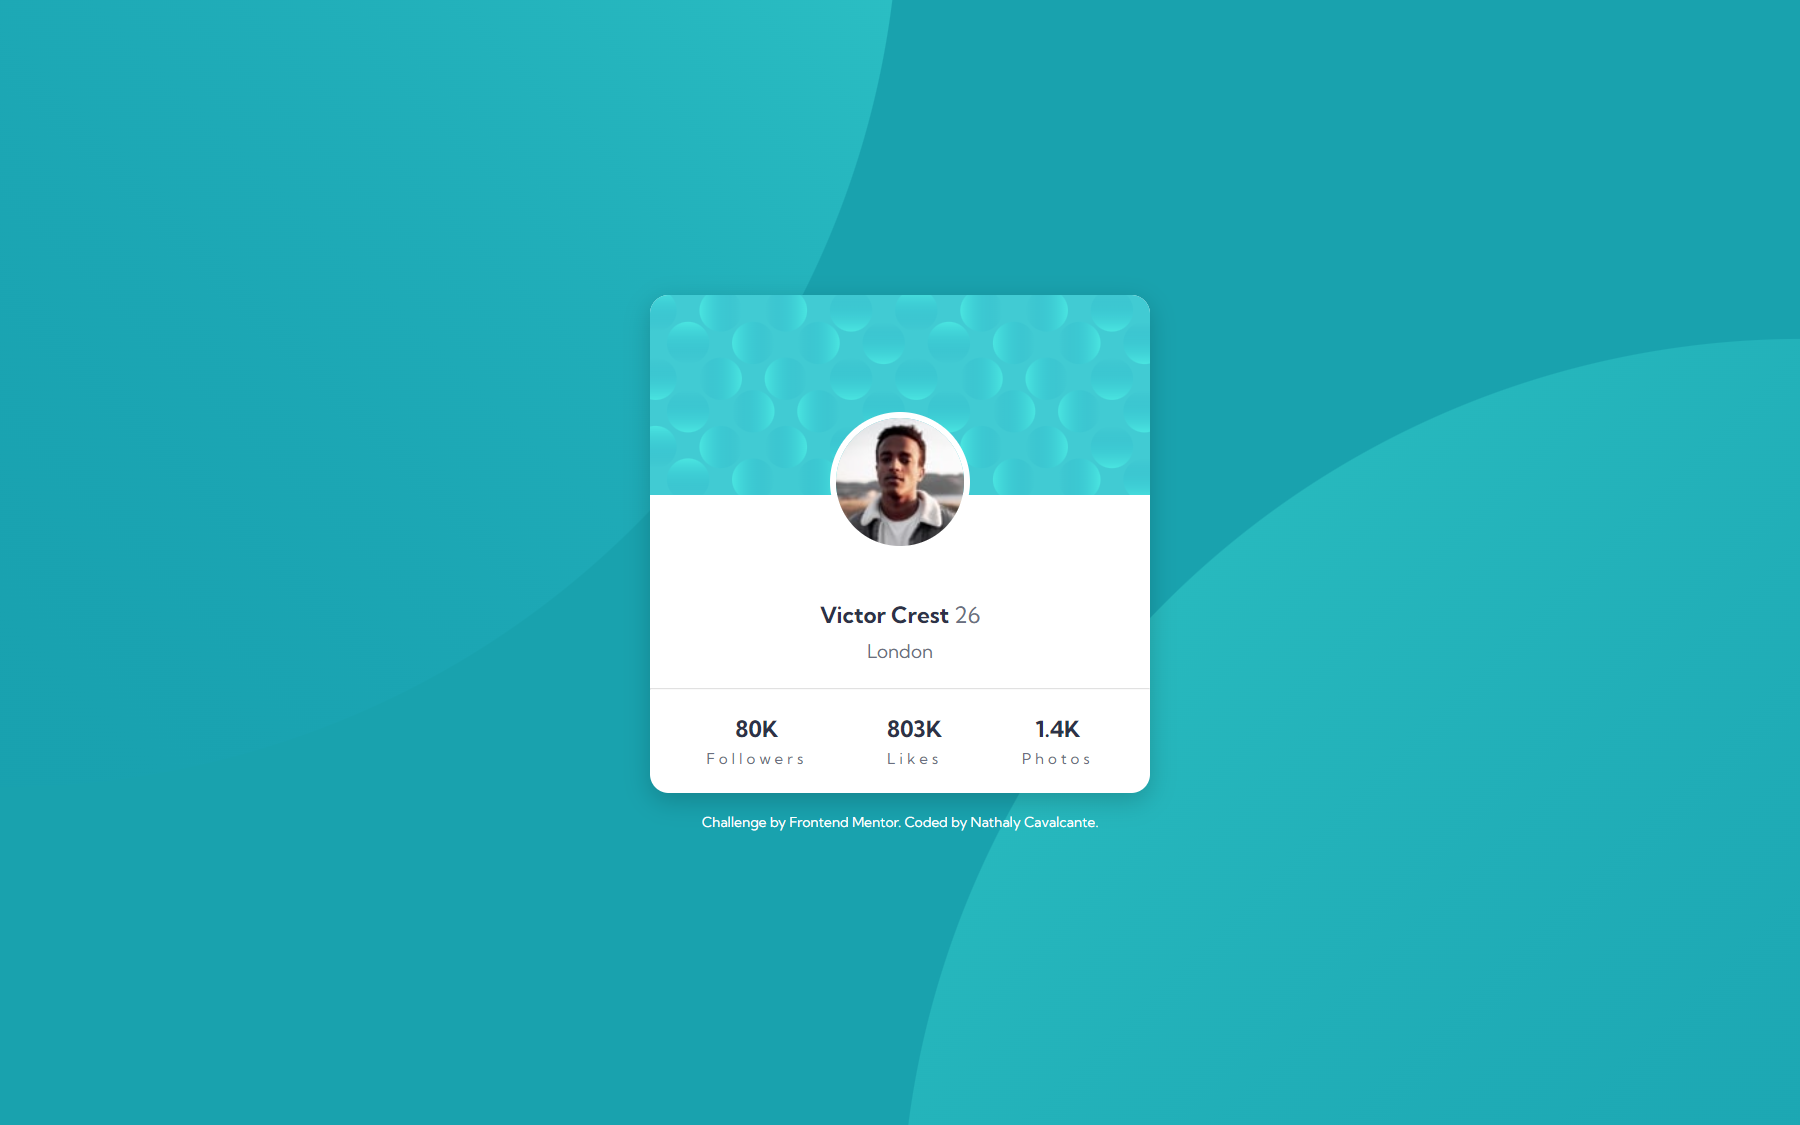 Victor Crest 26
London
80K 803K 1.4K
Followers Likes Photos
Challenge by Frontend Mentor. Coded by Nathaly Cavalcante.